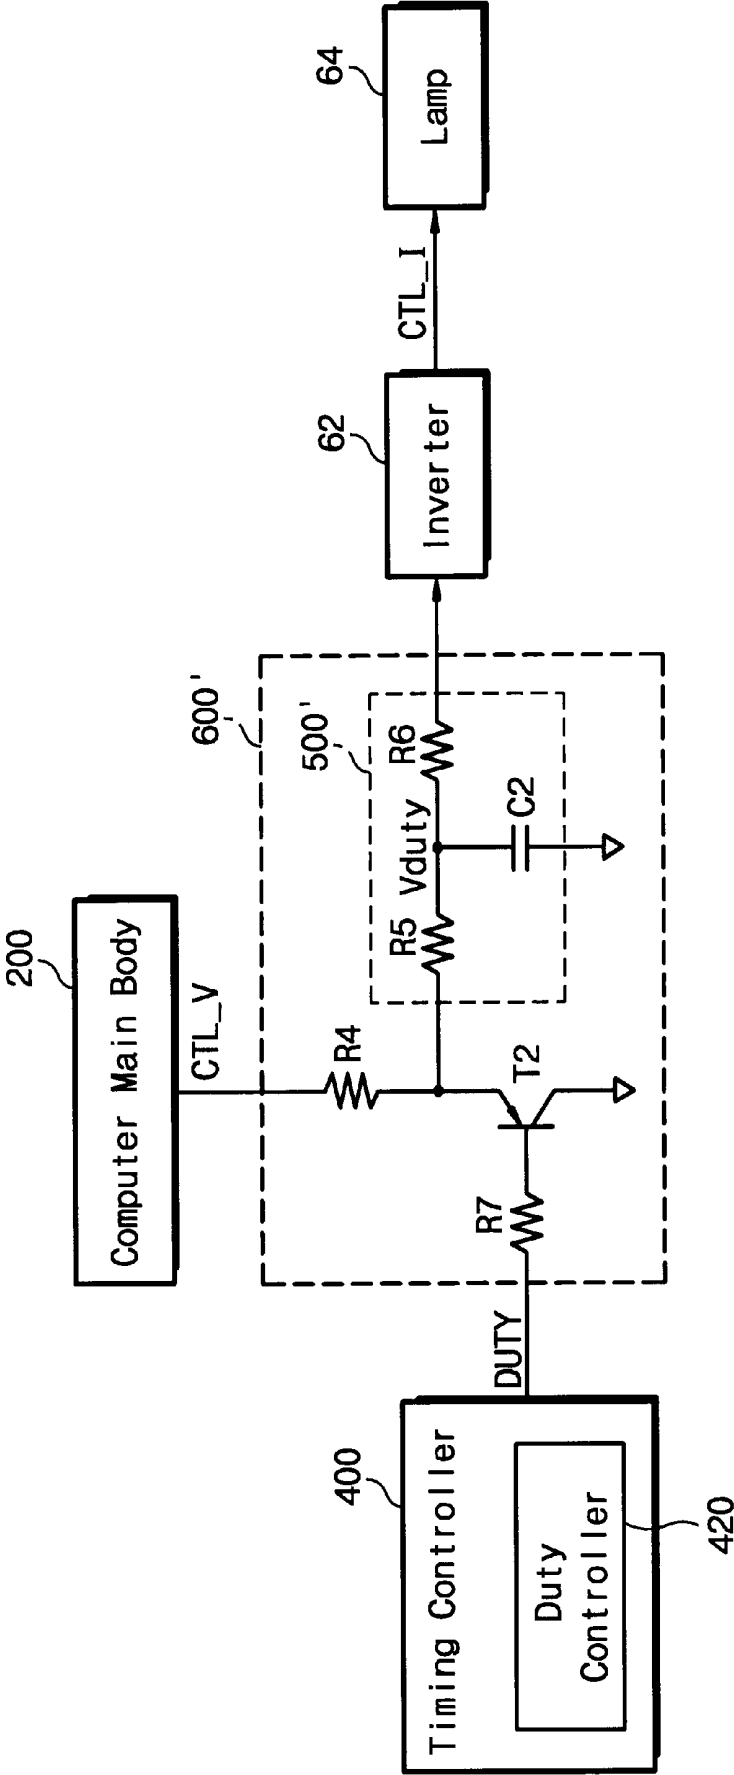 200
Computer Main Body
CTL_V
600'
500'
R4
R5
Vduty
R6
C2
T2
R7
DUTY
400
Timing Controller
Duty
Controller
420
62
Inverter
CTL_I
64
Lamp